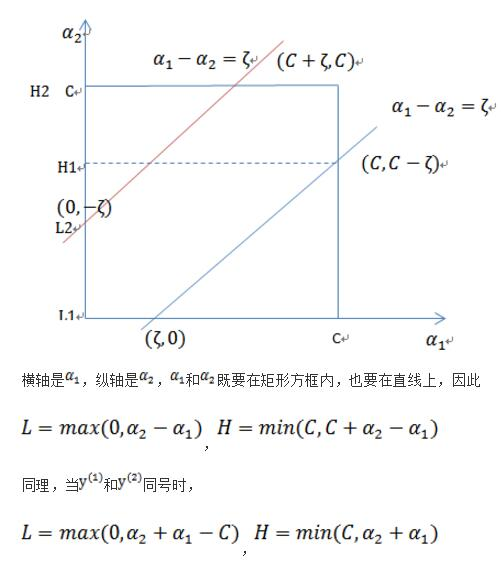 α₂
α₁ − α₂ = ζ
(C + ζ, C)
H2 C
α₁ − α₂ = ζ
H1
(C, C − ζ)
(0, −ζ)
L2
L1
(ζ, 0)
C
α₁
横轴是α₁，纵轴是α₂，α₁和α₂既要在矩形方框内，也要在直线上，因此
L = max(0, α₂ − α₁)，H = min(C, C + α₂ − α₁)
同理，当y⁽¹⁾和y⁽²⁾同号时，
L = max(0, α₂ + α₁ − C)，H = min(C, α₂ + α₁)